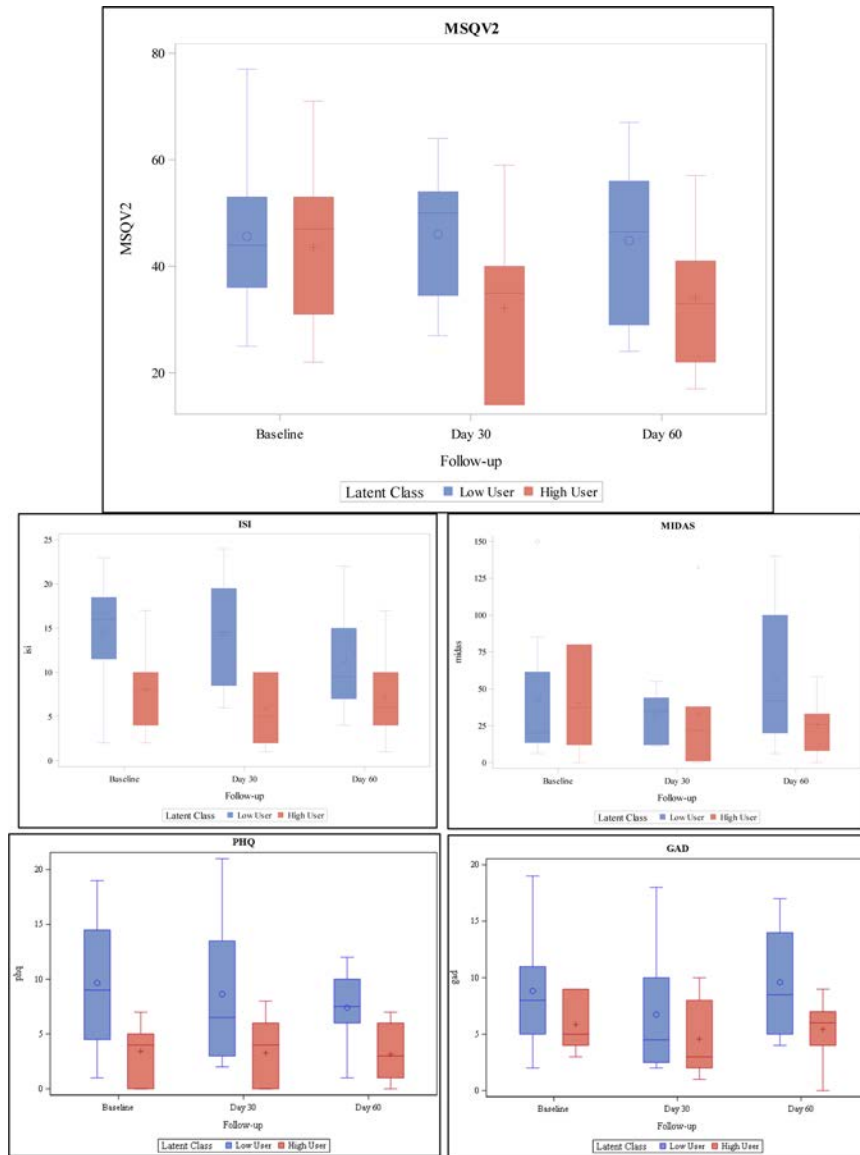 MSQV2
80
60
40
20
MSQV2
Baseline Day 30 Day 60
Follow-up
Latent Class Low User High User
ISI
25
20
15
10
5
0
isi
Baseline Day 30 Day 60
Follow-up
Latent Class Low User High User
MIDAS
150
125
100
75
50
25
0
midas
Baseline Day 30 Day 60
Follow-up
Latent Class Low User High User
PHQ
20
15
10
5
0
phq
Baseline Day 30 Day 60
Follow-up
Latent Class Low User High User
GAD
20
15
10
5
0
gad
Baseline Day 30 Day 60
Follow-up
Latent Class Low User High User